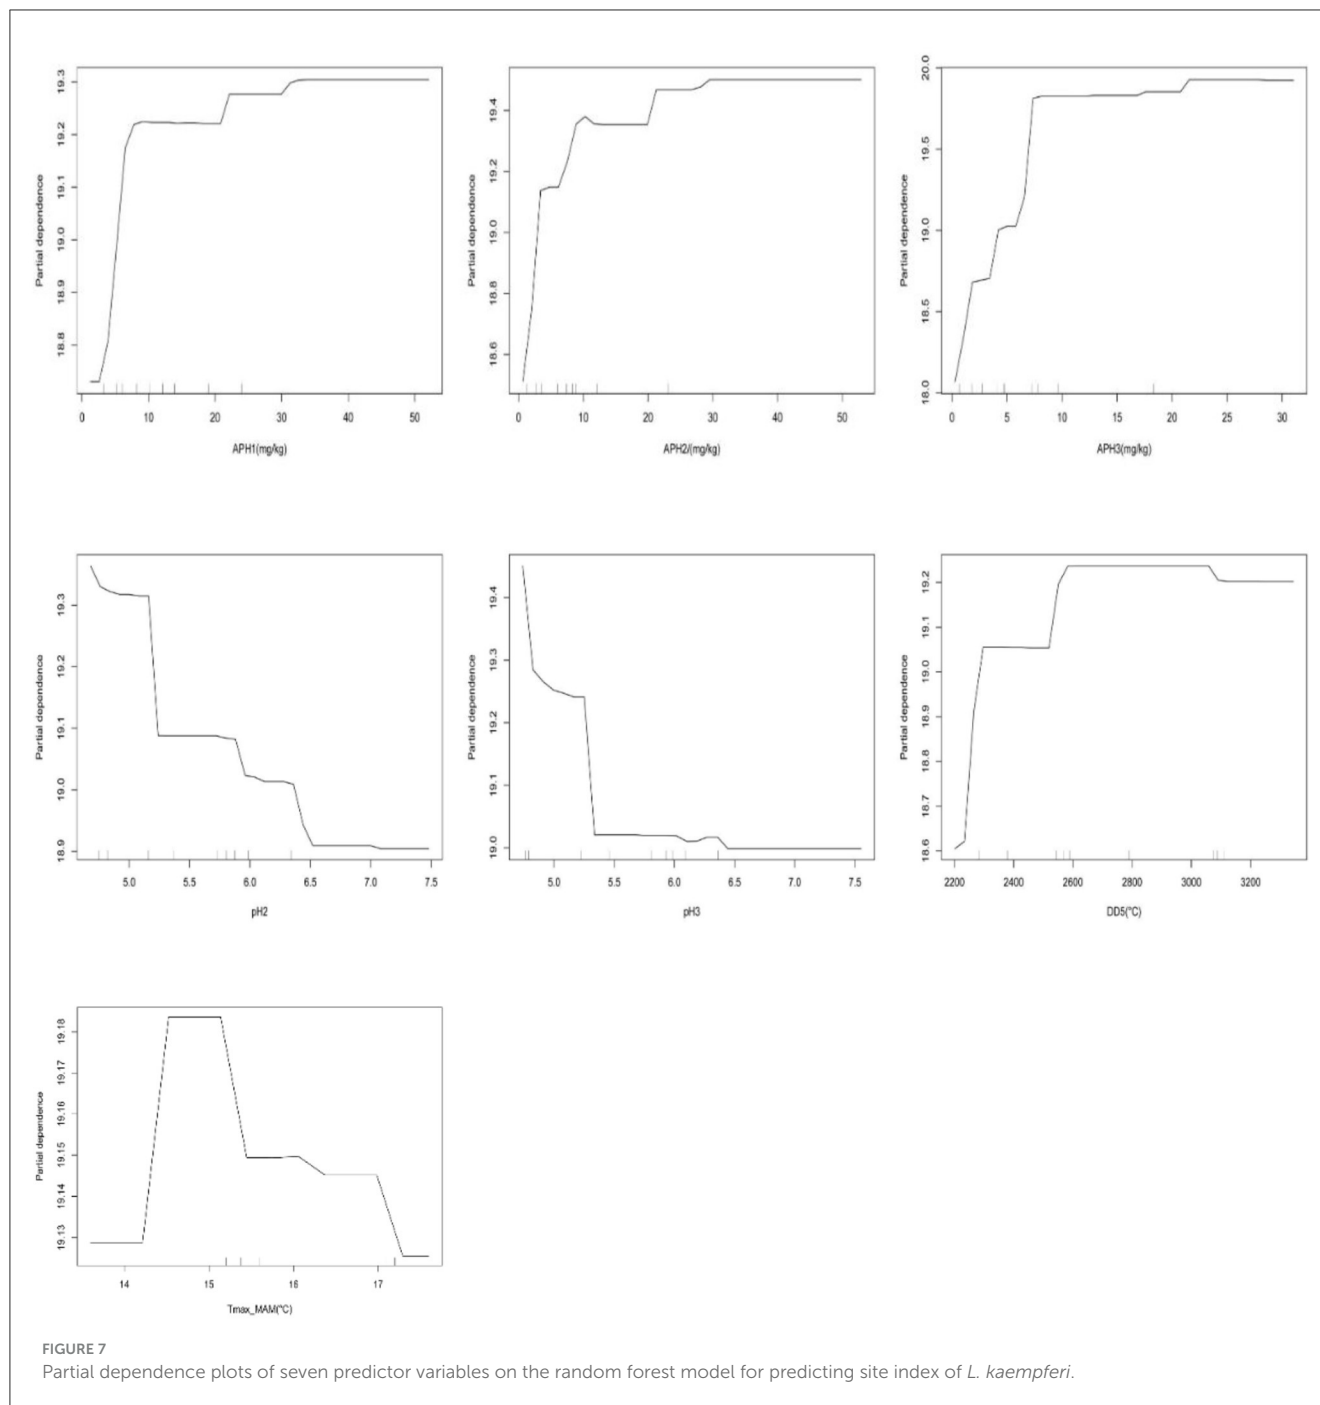 Partial dependence
19.3
19.2
19.1
19.0
18.9
18.8
0 10 20 30 40 50
APH1(mg/kg)
Partial dependence
19.4
19.2
19.0
18.8
18.6
0 10 20 30 40 50
APH2/(mg/kg)
Partial dependence
20.0
19.5
19.0
18.5
18.0
0 5 10 15 20 25 30
APH3(mg/kg)
Partial dependence
19.3
19.2
19.1
19.0
18.9
5.0 5.5 6.0 6.5 7.0 7.5
pH2
Partial dependence
19.4
19.3
19.2
19.1
19.0
5.0 5.5 6.0 6.5 7.0 7.5
pH3
Partial dependence
19.2
19.1
19.0
18.9
18.8
18.7
18.6
2200 2400 2600 2800 3000 3200
DD5(°C)
Partial dependence
19.18
19.17
19.16
19.15
19.14
19.13
14 15 16 17
Tmax_MAM(°C)
FIGURE 7
Partial dependence plots of seven predictor variables on the random forest model for predicting site index of L. kaempferi.